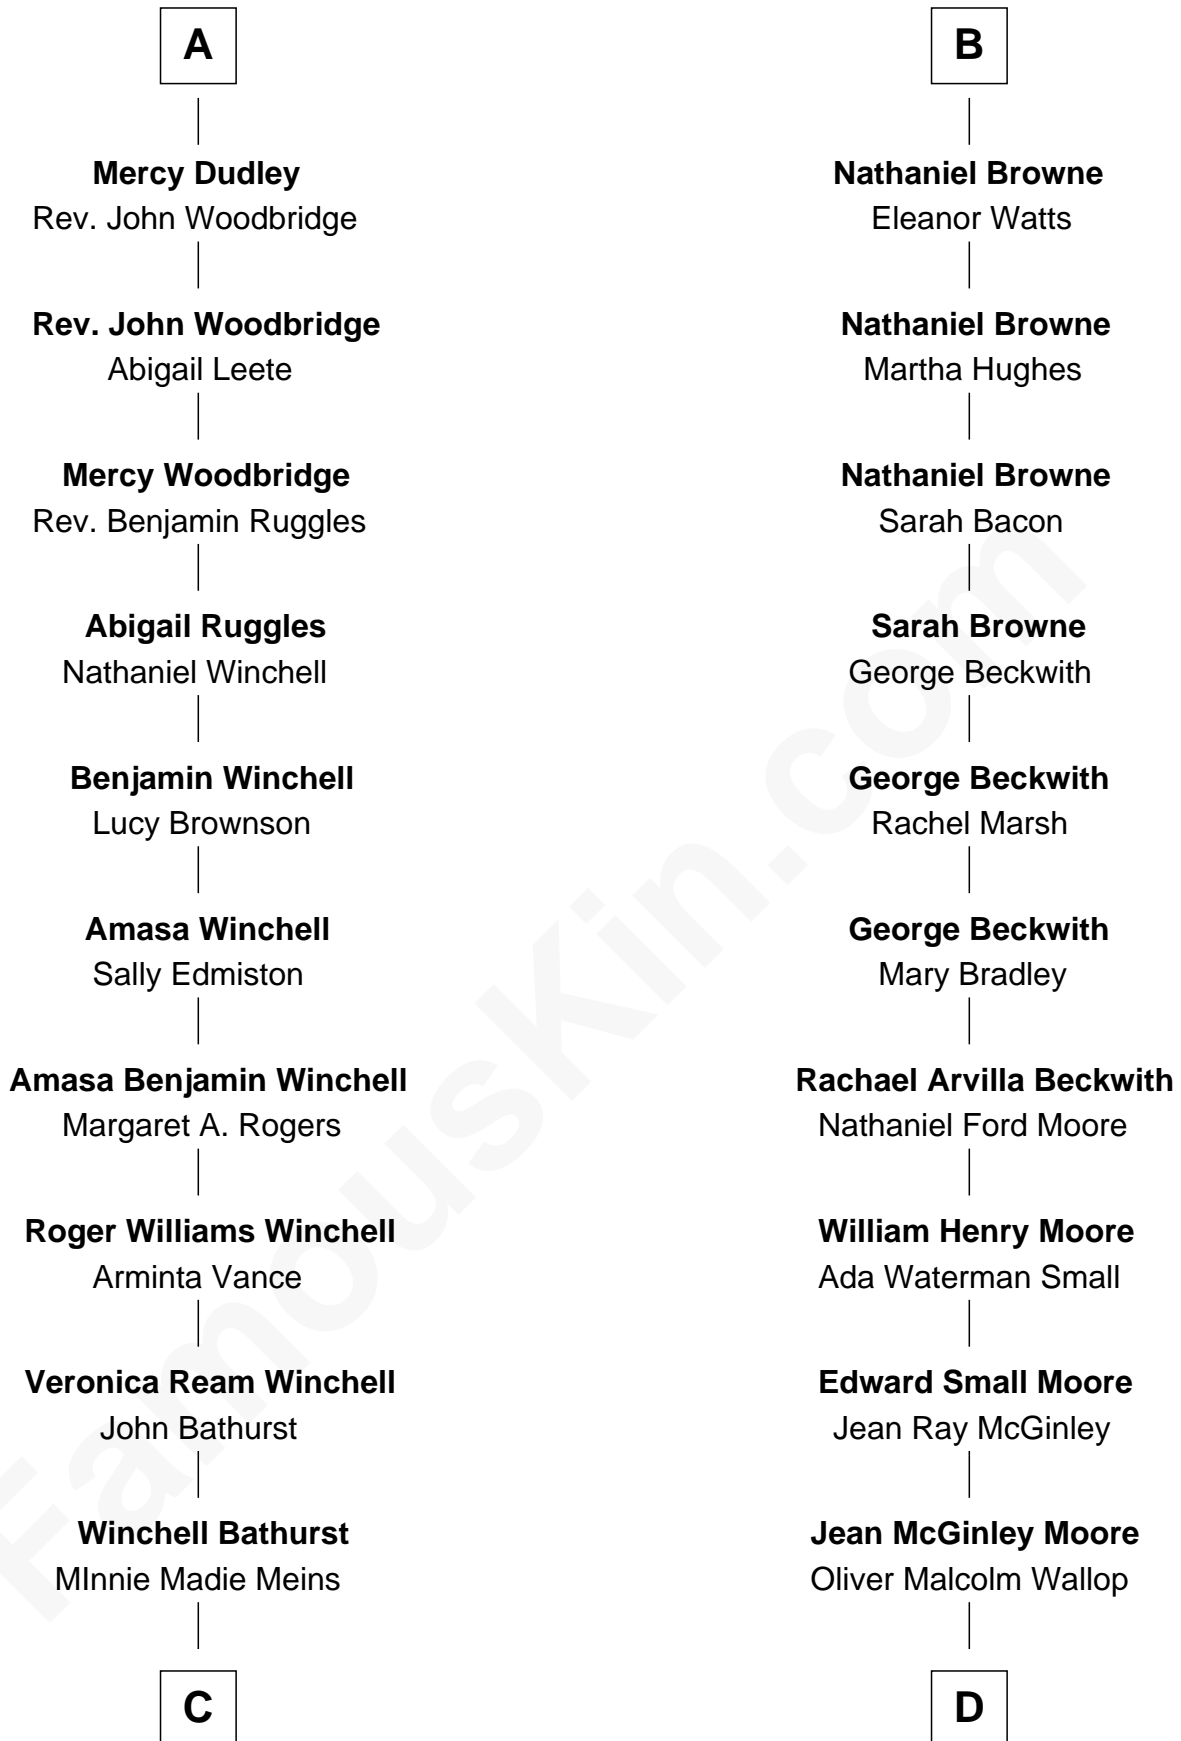 A
Mercy Dudley
Rev. John Woodbridge
Rev. John Woodbridge
Abigail Leete
Mercy Woodbridge
Rev. Benjamin Ruggles
Abigail Ruggles
Nathaniel Winchell
Benjamin Winchell
Lucy Brownson
Amasa Winchell
Sally Edmiston
Amasa Benjamin Winchell
Margaret A. Rogers
Roger Williams Winchell
Arminta Vance
Veronica Ream Winchell
John Bathurst
Winchell Bathurst
MInnie Madie Meins
C
B
Nathaniel Browne
Eleanor Watts
Nathaniel Browne
Martha Hughes
Nathaniel Browne
Sarah Bacon
Sarah Browne
George Beckwith
George Beckwith
Rachel Marsh
George Beckwith
Mary Bradley
Rachael Arvilla Beckwith
Nathaniel Ford Moore
William Henry Moore
Ada Waterman Small
Edward Small Moore
Jean Ray McGinley
Jean McGinley Moore
Oliver Malcolm Wallop
D
FamousKin.com